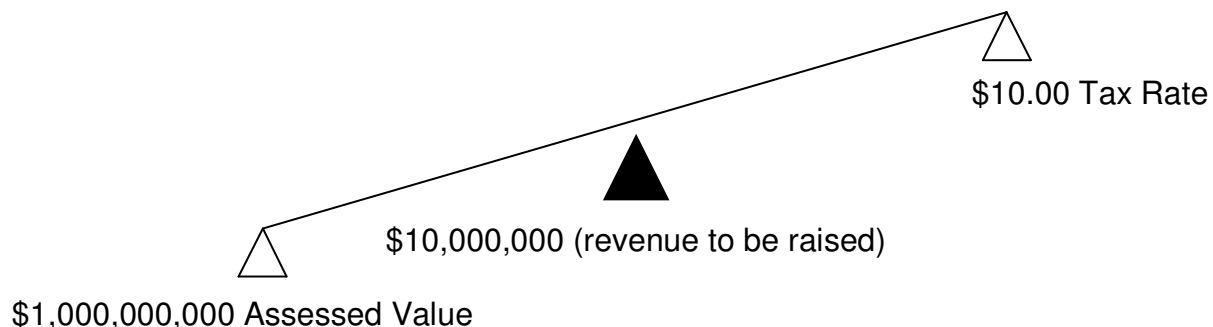 $10.00 Tax Rate
$10,000,000 (revenue to be raised)
$1,000,000,000 Assessed Value